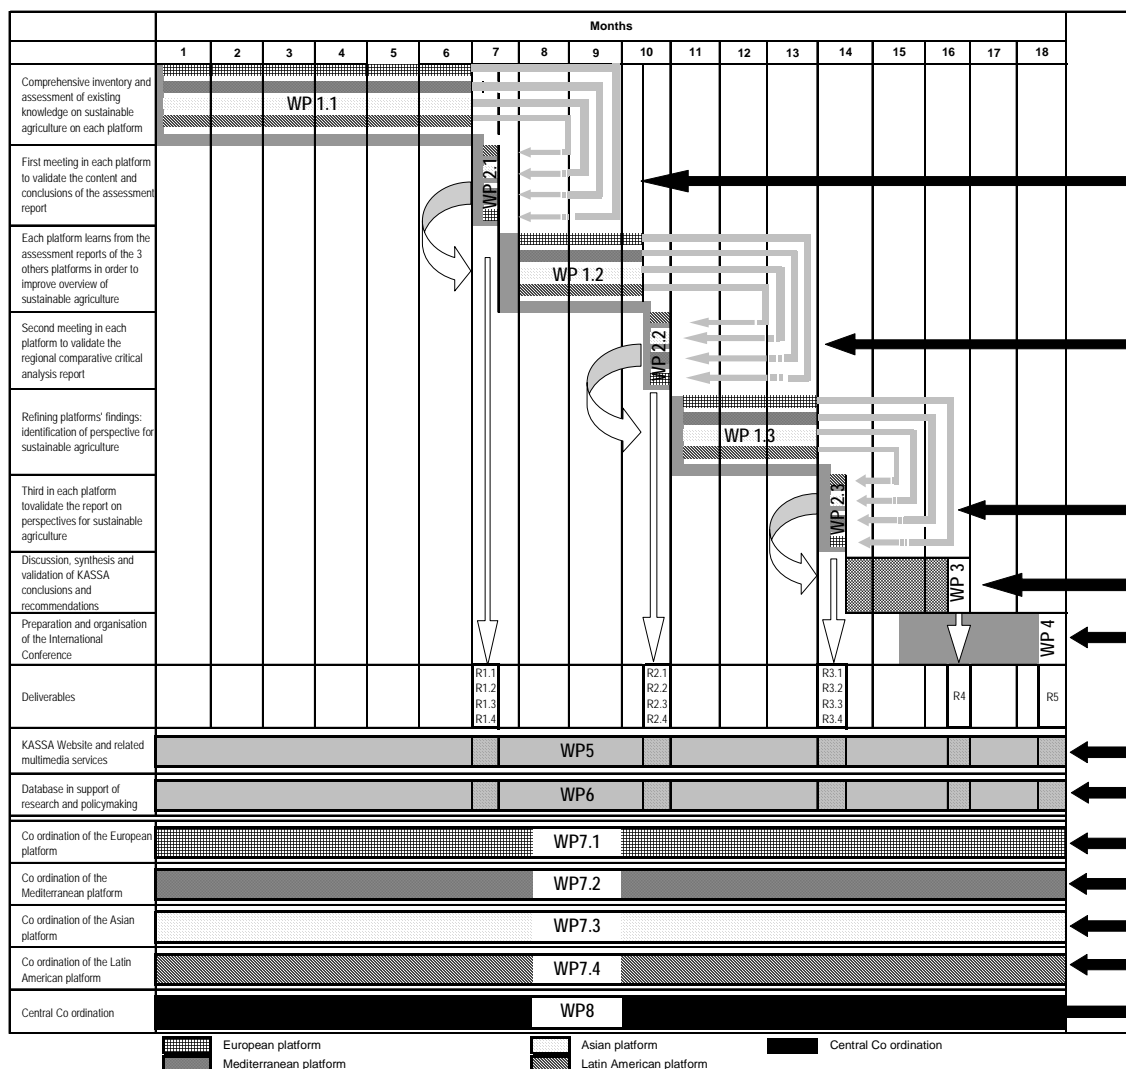 Months
1 2 3 4 5 6 7 8 9 10 11 12 13 14 15 16 17 18
Comprehensive inventory and
assessment of existing
knowledge on sustainable
agriculture on each platform
WP 1.1
First meeting in each platform
to validate the content and
conclusions of the assessment
report
WP 2.1
Each platform learns from the
assessment reports of the 3
others platforms in order to
improve overview of
sustainable agriculture
WP 1.2
Second meeting in each
platform to validate the
regional comparative critical
analysis report
WP 2.2
Refining platforms' findings:
identification of perspective for
sustainable agriculture
WP 1.3
Third in each platform
tovalidate the report on
perspectives for sustainable
agriculture
WP 2.3
Discussion, synthesis and
validation of KASSA
conclusions and
recommendations
WP 3
Preparation and organisation
of the International
Conference
WP 4
Deliverables
R1.1
R1.2
R1.3
R1.4
R2.1
R2.2
R2.3
R2.4
R3.1
R3.2
R3.3
R3.4
R4
R5
KASSA Website and related
multimedia services
WP5
Database in support of
research and policymaking
WP6
Co ordination of the European
platform
WP7.1
Co ordination of the
Mediterranean platform
WP7.2
Co ordination of the Asian
platform
WP7.3
Co ordination of the Latin
American platform
WP7.4
Central Co ordination
WP8
European platform
Asian platform
Central Co ordination
Mediterranean platform
Latin American platform